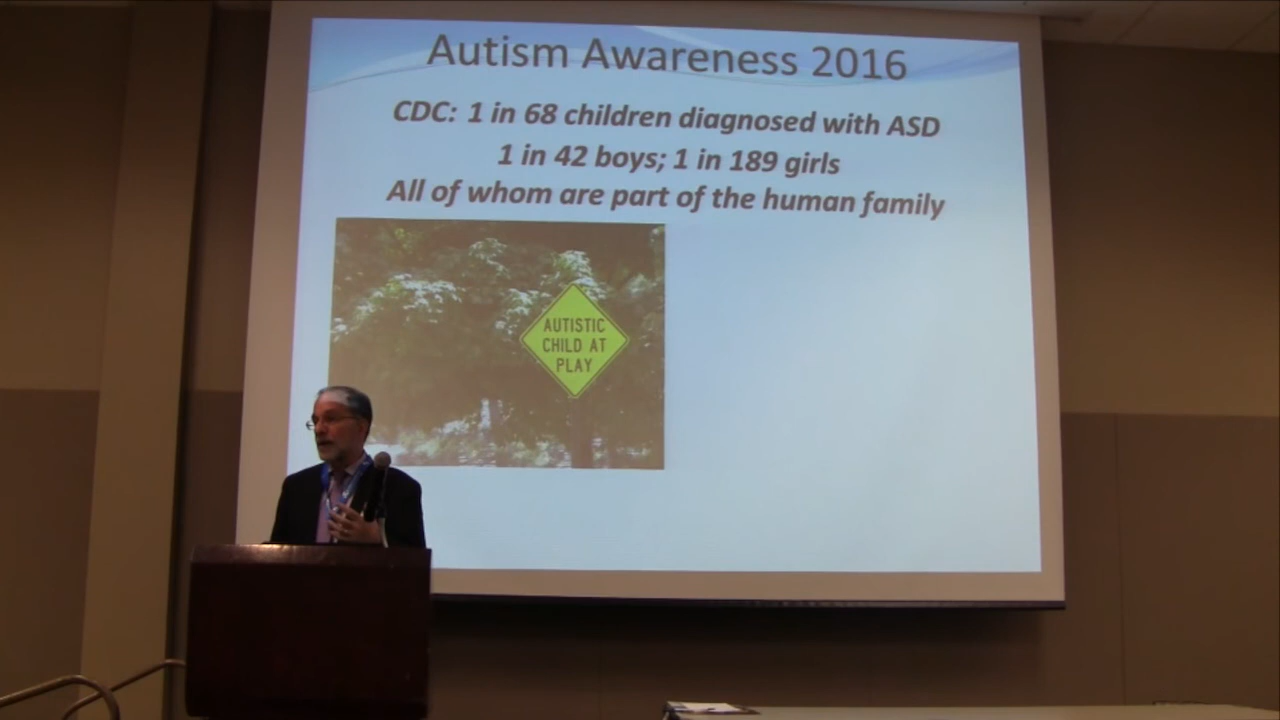 Autism Awareness 2016
CDC: 1 in 68 children diagnosed with ASD
1 in 42 boys; 1 in 189 girls
All of whom are part of the human family
AUTISTIC
CHILD AT
PLAY